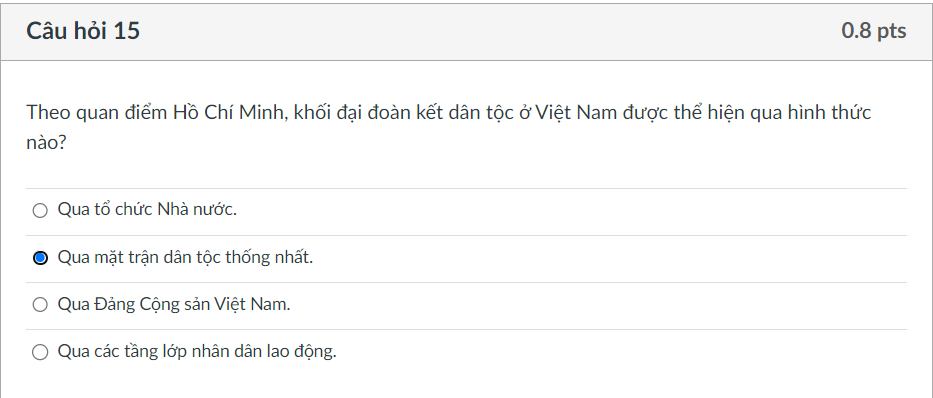 Câu hỏi 15
0.8 pts
Theo quan điểm Hồ Chí Minh, khối đại đoàn kết dân tộc ở Việt Nam được thể hiện qua hình thức
nào?
Qua tổ chức Nhà nước.
Qua mặt trận dân tộc thống nhất.
Qua Đảng Cộng sản Việt Nam.
Qua các tầng lớp nhân dân lao động.